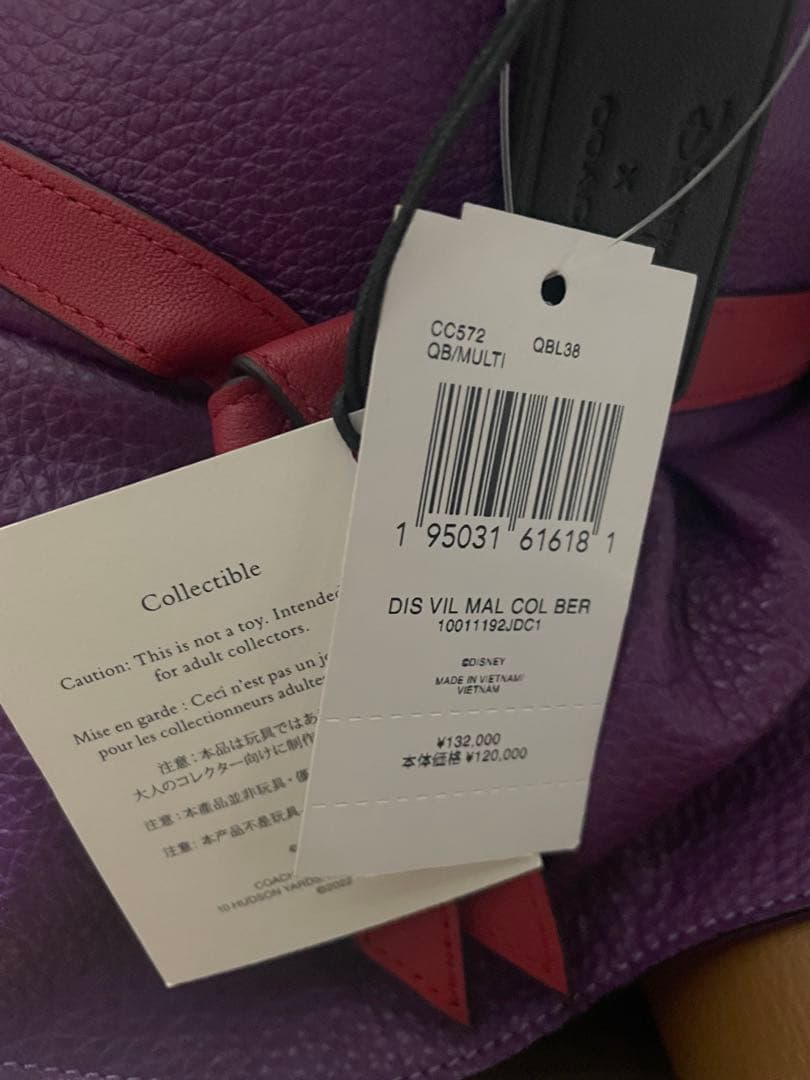 COACH
×
CC572
QB/MULTI
QBL38
1 95031 61618 1
DIS VIL MAL COL BER
10011192JDC1
©DISNEY
MADE IN VIETNAM/
VIETNAM
¥132,000
本体価格 ¥120,000
Collectible
Caution: This is not a toy. Intended
for adult collectors.
Mise en garde : Ceci n'est pas un
pour les collectionneurs adultes
注意：本品は玩具ではあ
大人のコレクター向けに制作
注意：本產品並非玩具，
注意：本产品不是玩具
COACH
10 HUDSON YARDS
©2022